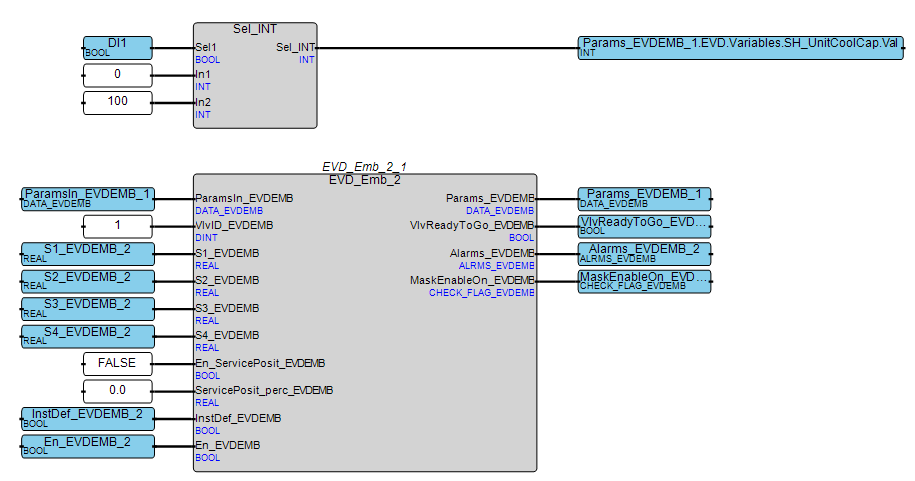 Sel_INT
DI1
BOOL
Sel1
Sel_INT
BOOL
INT
Params_EVDEMB_1.EVD.Variables.SH_UnitCoolCap.Val
INT
0
In1
INT
100
In2
INT
EVD_Emb_2_1
EVD_Emb_2
ParamsIn_EVDEMB_1
DATA_EVDEMB
ParamsIn_EVDEMB
DATA_EVDEMB
Params_EVDEMB
DATA_EVDEMB
Params_EVDEMB_1
DATA_EVDEMB
1
VlvID_EVDEMB
DINT
VlvReadyToGo_EVDEMB
BOOL
VlvReadyToGo_EVD...
BOOL
S1_EVDEMB_2
REAL
S1_EVDEMB
REAL
Alarms_EVDEMB
ALRMS_EVDEMB
Alarms_EVDEMB_2
ALRMS_EVDEMB
S2_EVDEMB_2
REAL
S2_EVDEMB
REAL
MaskEnableOn_EVDEMB
CHECK_FLAG_EVDEMB
MaskEnableOn_EVD...
CHECK_FLAG_EVDEMB
S3_EVDEMB_2
REAL
S3_EVDEMB
REAL
S4_EVDEMB_2
REAL
S4_EVDEMB
REAL
FALSE
En_ServicePosit_EVDEMB
BOOL
0.0
ServicePosit_perc_EVDEMB
REAL
InstDef_EVDEMB_2
BOOL
InstDef_EVDEMB
BOOL
En_EVDEMB_2
BOOL
En_EVDEMB
BOOL